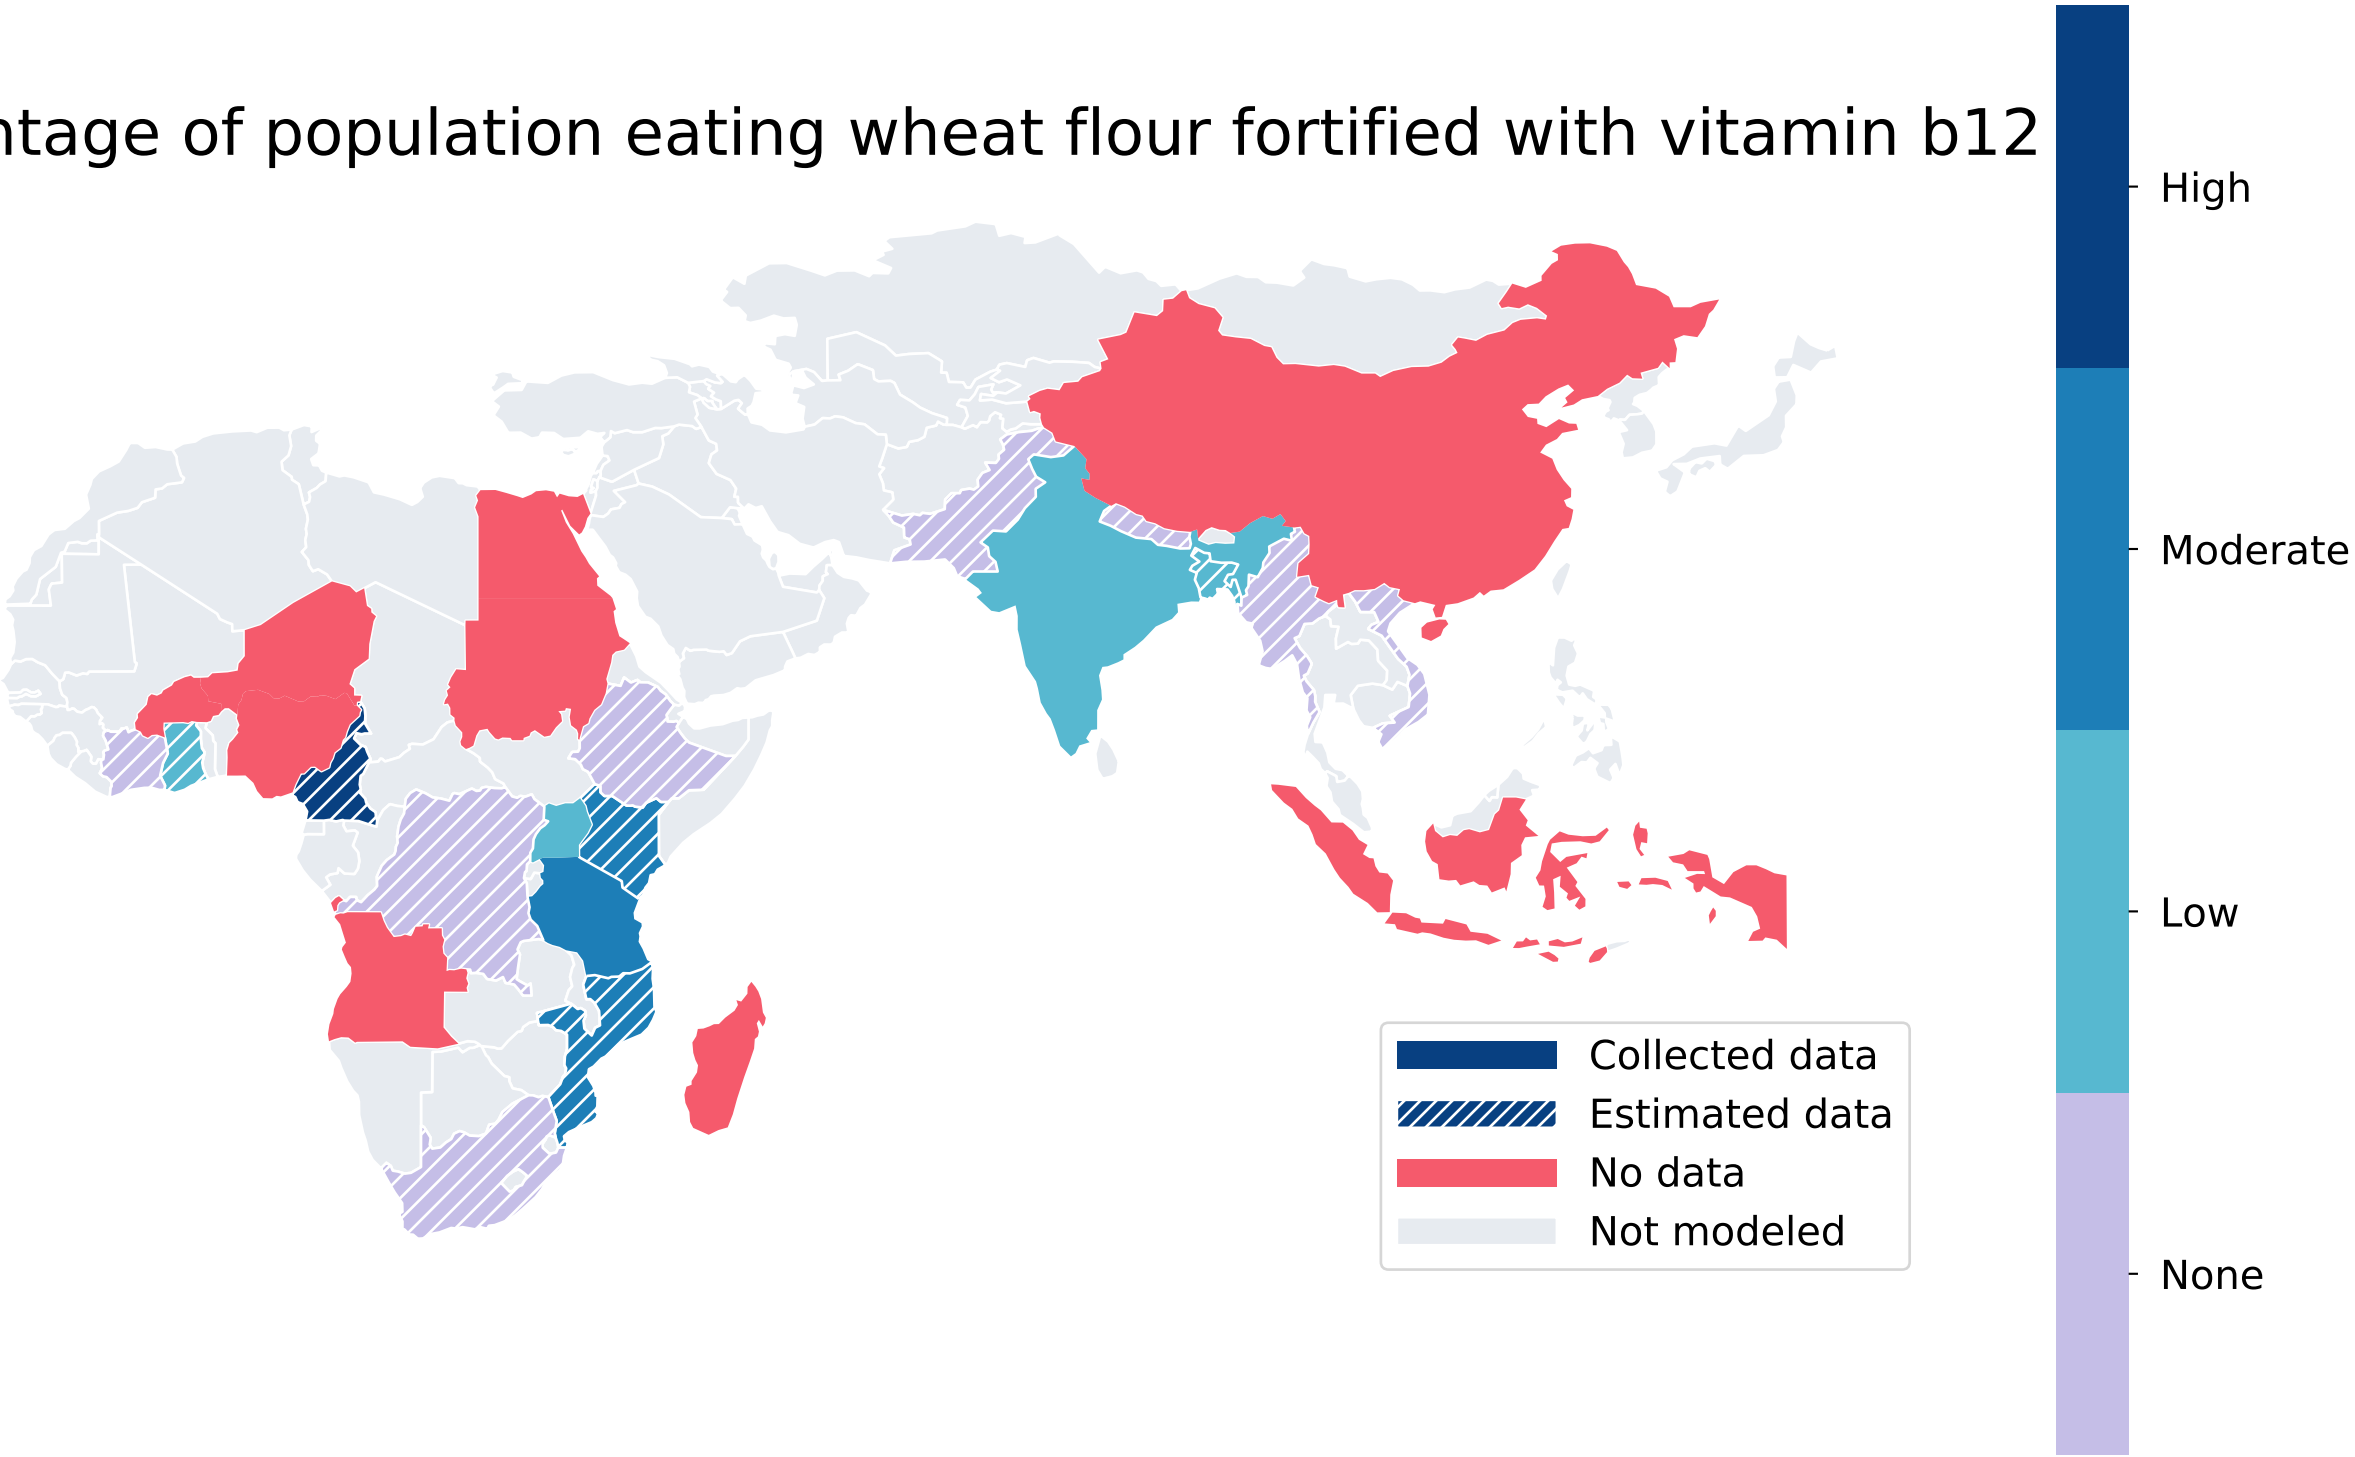 ntage of population eating wheat flour fortified with vitamin b12
High
Moderate
Low
None
Collected data
Estimated data
No data
Not modeled